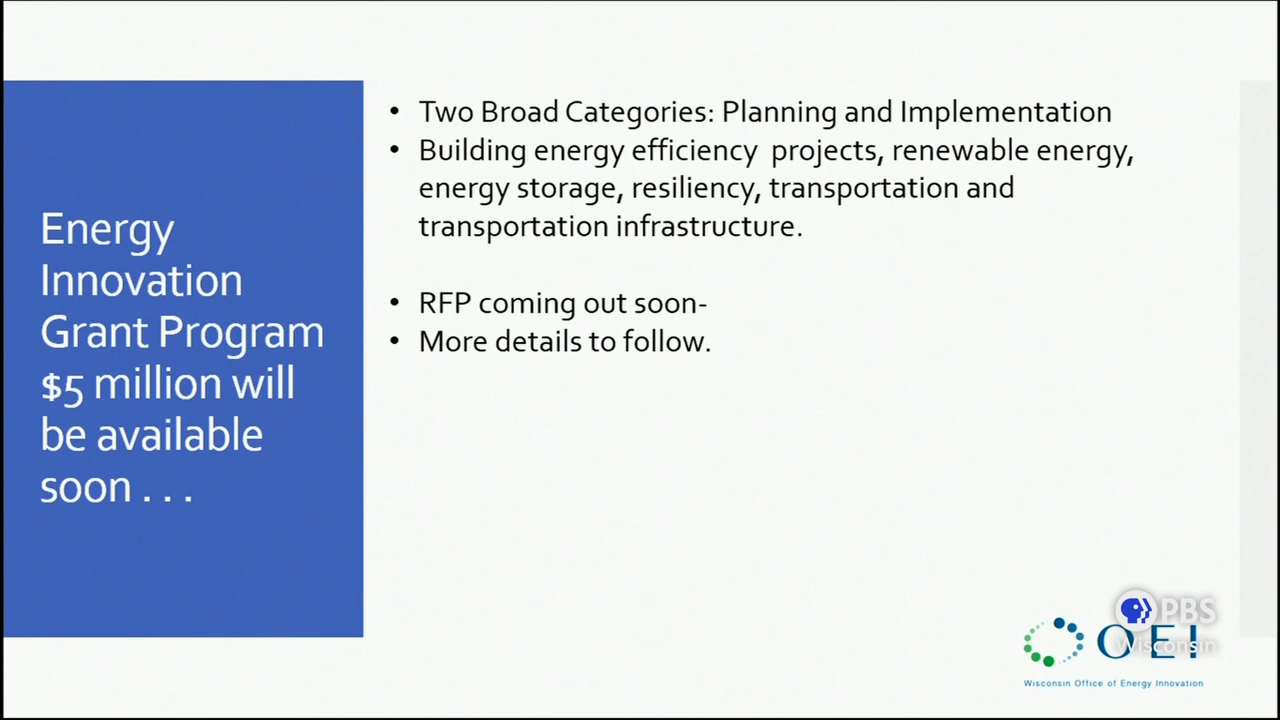 Energy
Innovation
Grant Program
$5 million will
be available
soon . . .
• Two Broad Categories: Planning and Implementation
• Building energy efficiency  projects, renewable energy,
energy storage, resiliency, transportation and
transportation infrastructure.
• RFP coming out soon-
• More details to follow.
PBS
Wisconsin
OEI
Wisconsin Office of Energy Innovation